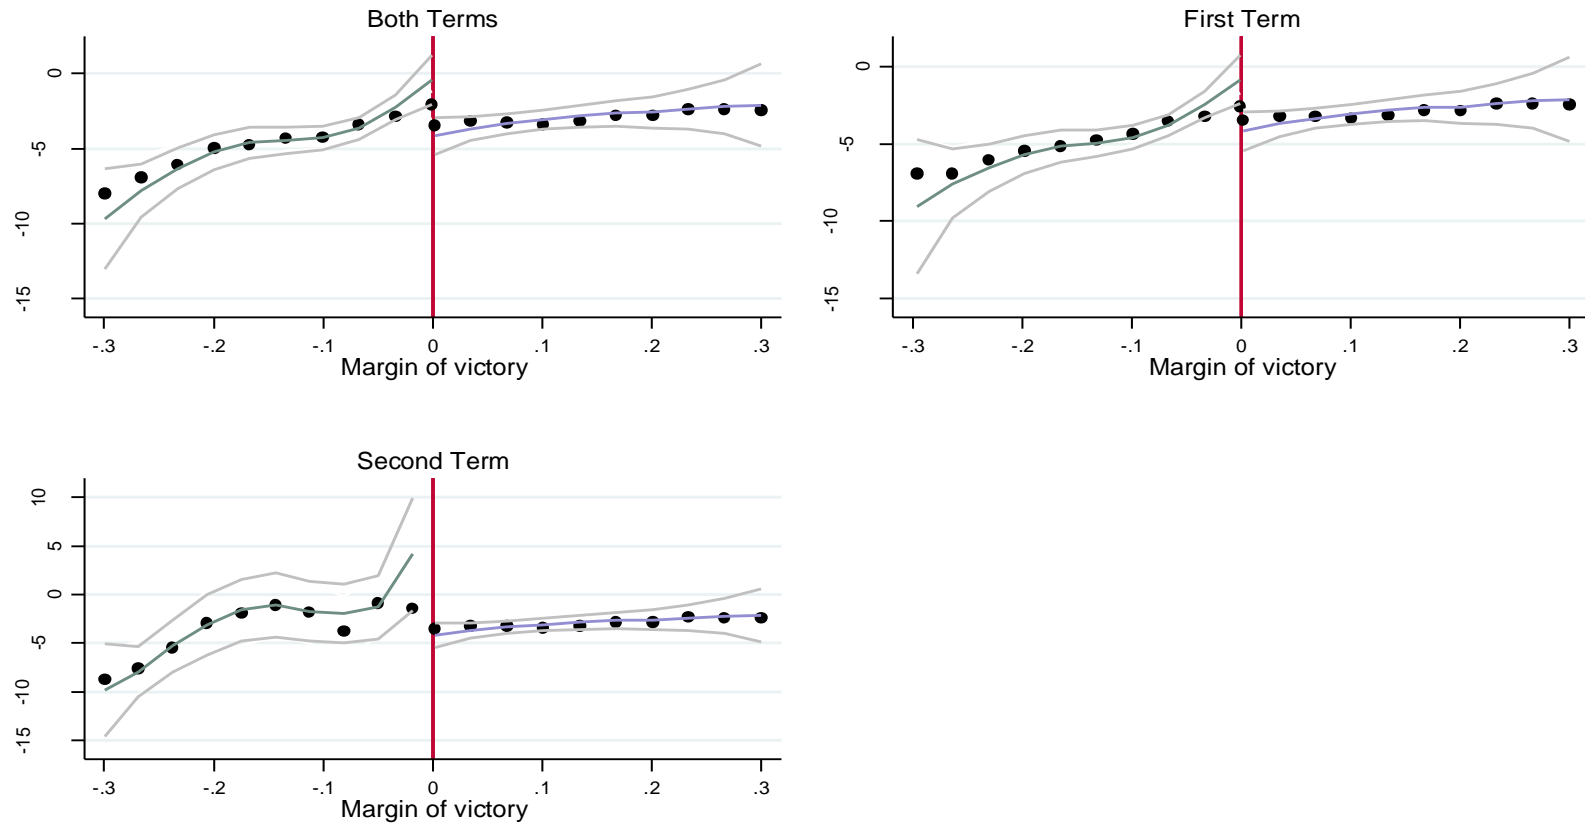 Both Terms
0
-5
-10
-15
-.3 -.2 -.1 0 .1 .2 .3
Margin of victory
First Term
0
-5
-10
-15
-.3 -.2 -.1 0 .1 .2 .3
Margin of victory
Second Term
10
5
0
-5
-10
-15
-.3 -.2 -.1 0 .1 .2 .3
Margin of victory